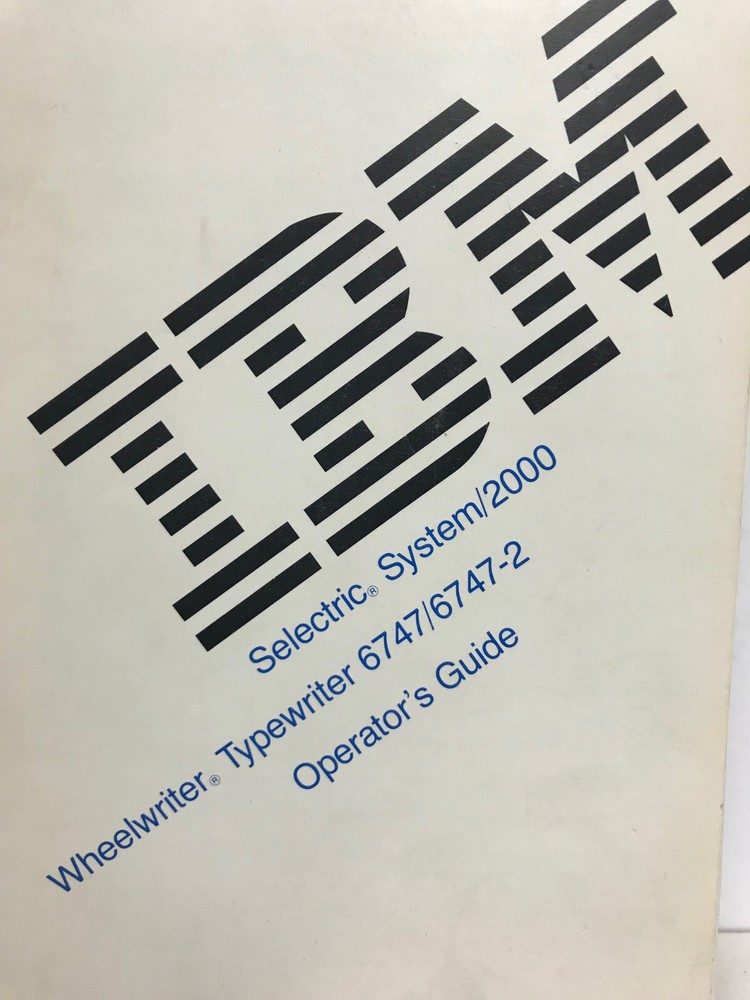 IBM
Selectric® System/2000
Wheelwriter® Typewriter 6747/6747-2
Operator's Guide